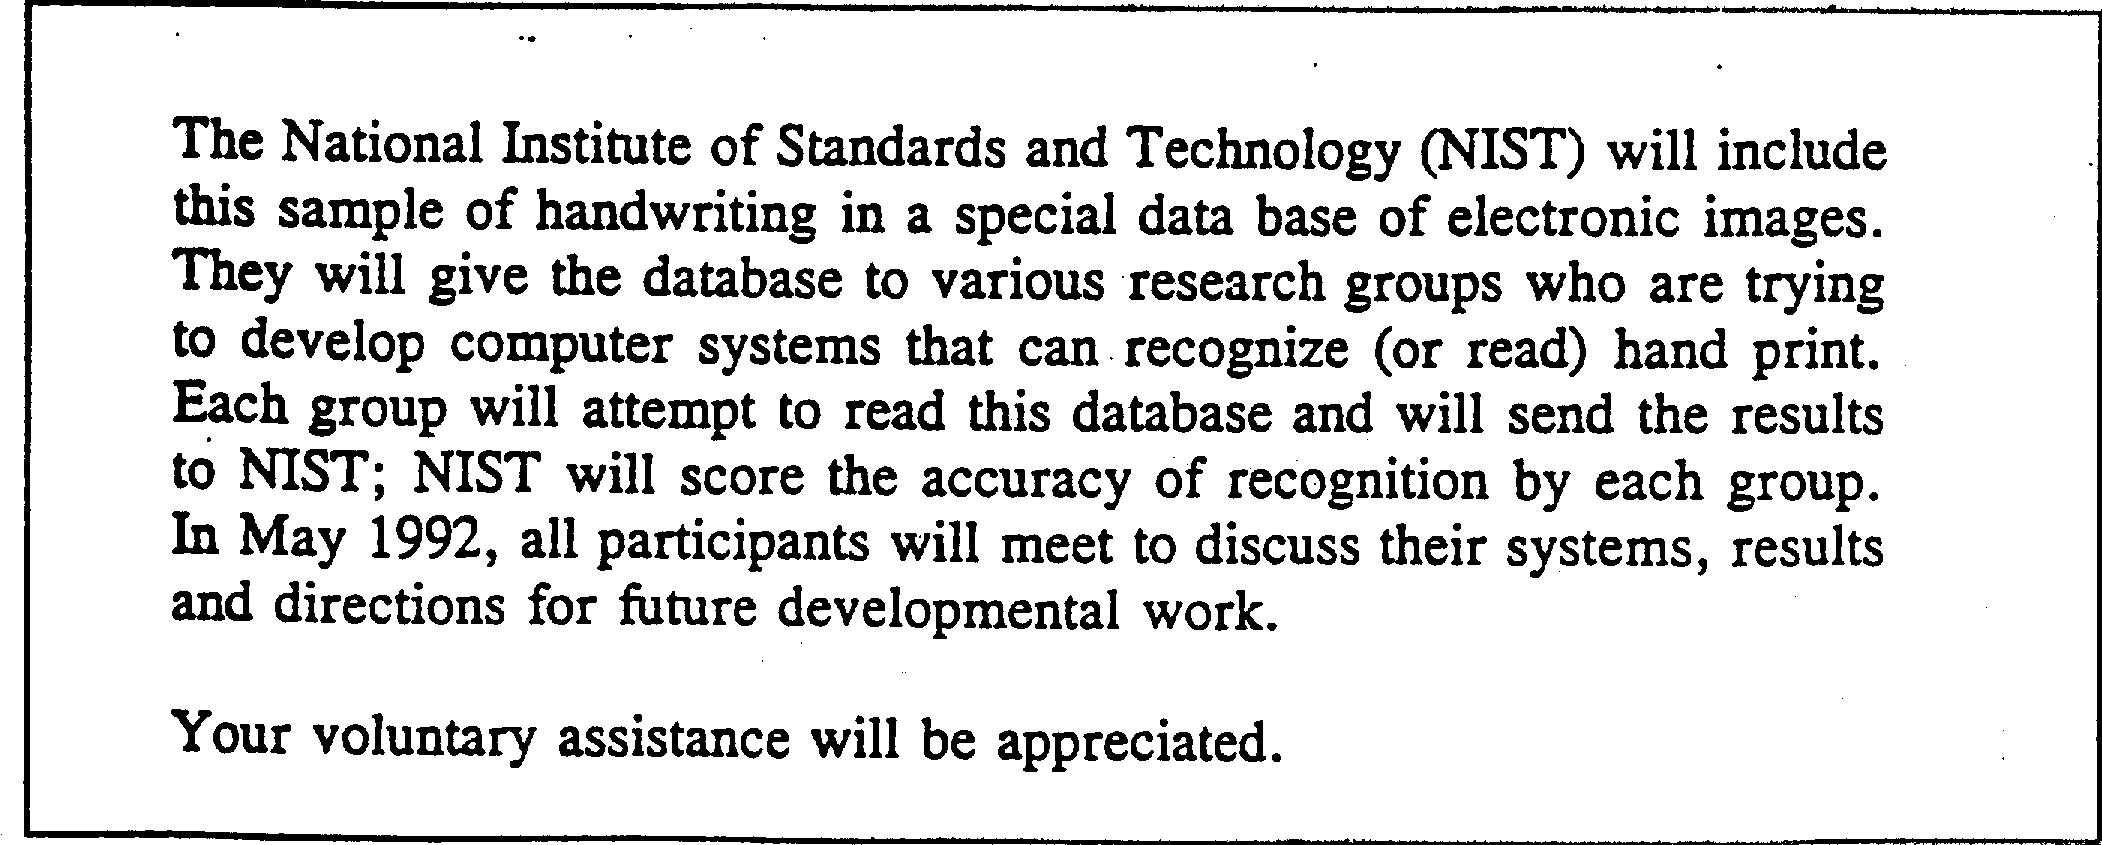 The National Institute of Standards and Technology (NIST) will include
this sample of handwriting in a special data base of electronic images.
They will give the database to various research groups who are trying
to develop computer systems that can recognize (or read) hand print.
Each group will attempt to read this database and will send the results
to NIST; NIST will score the accuracy of recognition by each group.
In May 1992, all participants will meet to discuss their systems, results
and directions for future developmental work.
Your voluntary assistance will be appreciated.